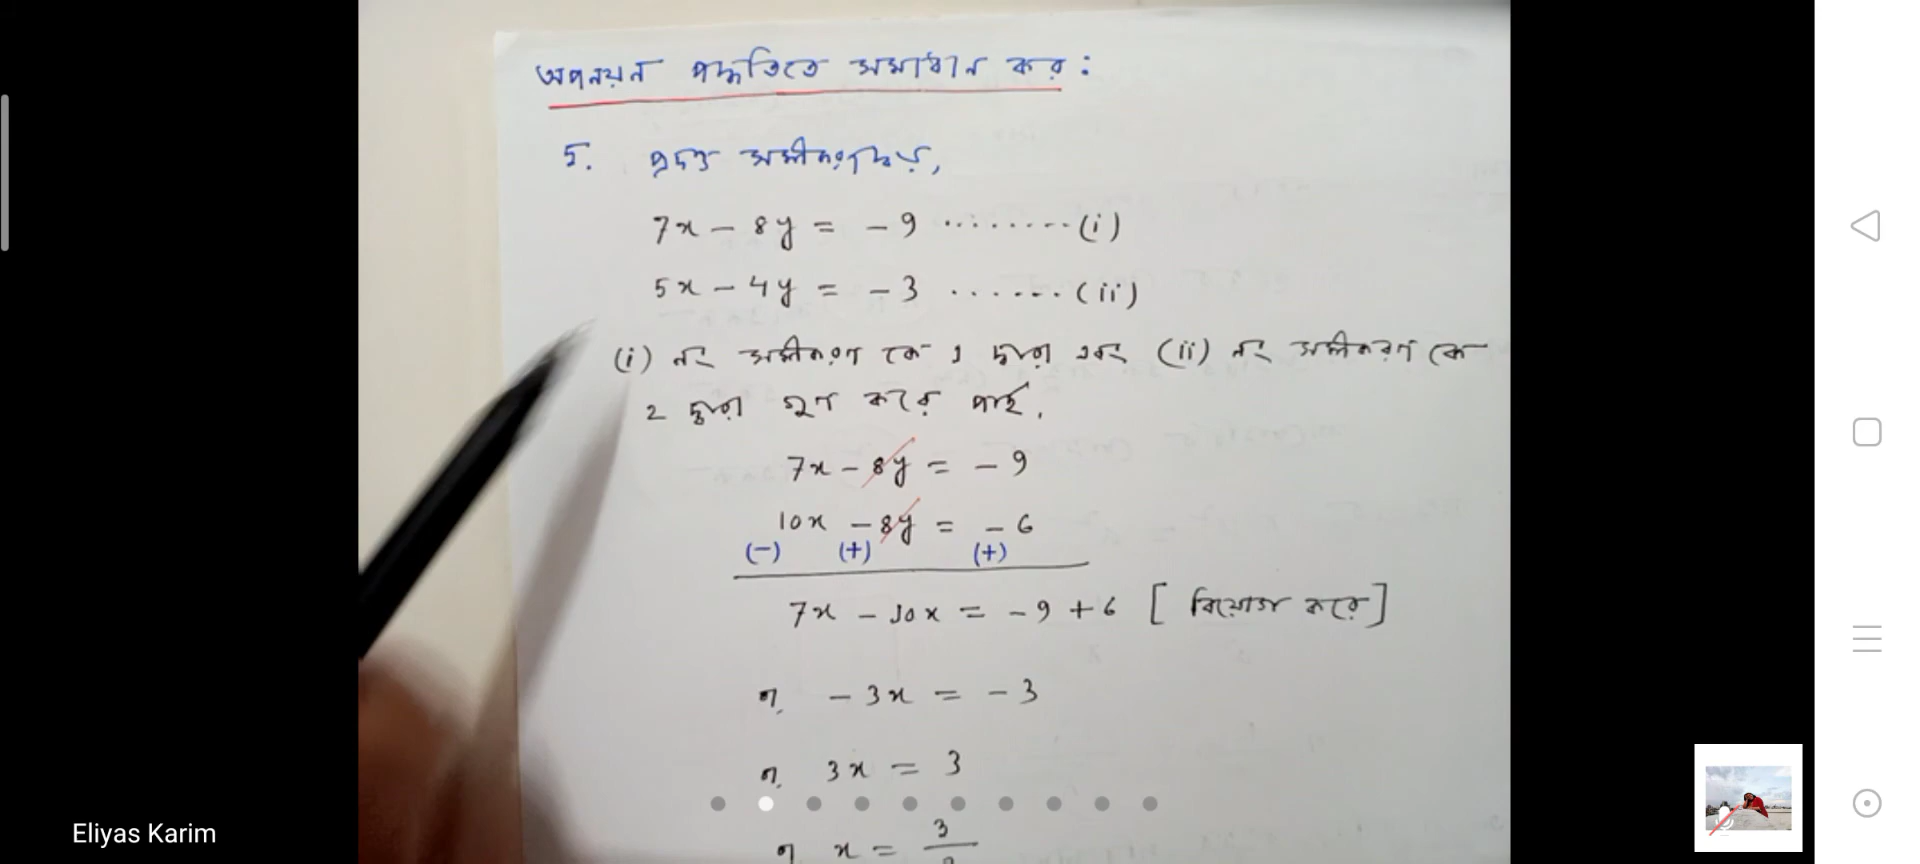 অপনয়ন পদ্ধতিতে সমাধান কর :
5. প্রদত্ত সমীকরণদ্বয়,
7x - 8y = - 9 ········(i)
5x - 4y = - 3 ······(ii)
(i) নং সমীকরণ কে 1 দ্বারা এবং (ii) নং সমীকরণ কে
2 দ্বারা গুণ করে পাই,
7x - 8y = - 9
10x - 8y = - 6
(-) (+) (+)
7x - 10x = - 9 + 6 [ বিয়োগ করে ]
বা, - 3x = - 3
বা, 3x = 3
বা, x = 3
Eliyas Karim